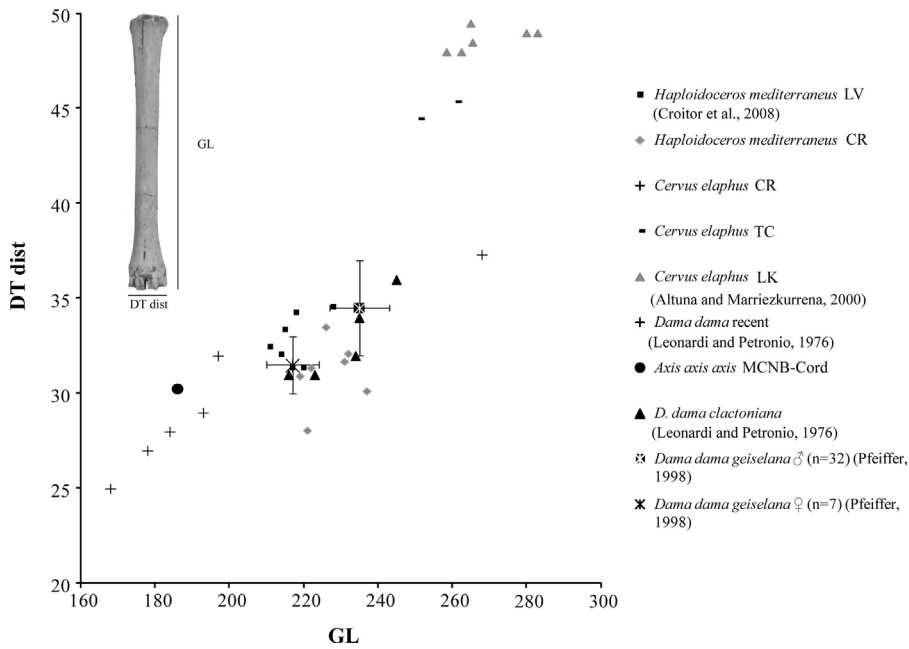 50
45
40
35
30
25
20
DT dist
GL
DT dist
160
180
200
220
240
260
280
300
GL
Haploidoceros mediterraneus LV
(Croitor et al., 2008)
Haploidoceros mediterraneus CR
Cervus elaphus CR
Cervus elaphus TC
Cervus elaphus LK
(Altuna and Marriezkurrena, 2000)
Dama dama recent
(Leonardi and Petronio, 1976)
Axis axis axis MCNB-Cord
D. dama clactoniana
(Leonardi and Petronio, 1976)
Dama dama geiselana ♂ (n=32) (Pfeiffer,
1998)
Dama dama geiselana ♀ (n=7) (Pfeiffer,
1998)